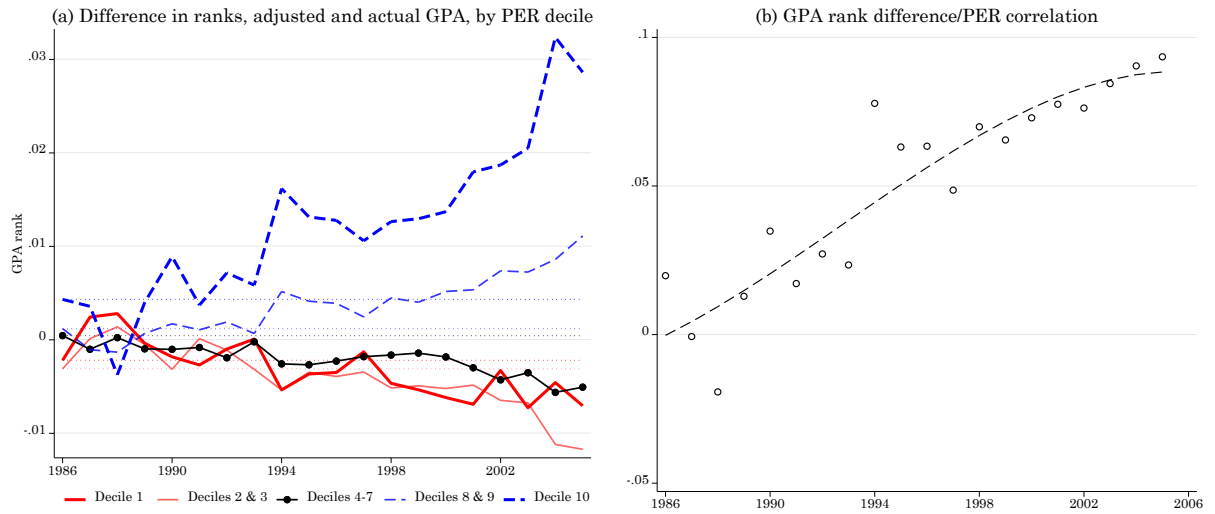 (a) Difference in ranks, adjusted and actual GPA, by PER decile
GPA rank
.03
.02
.01
0
-.01
1986 1990 1994 1998 2002
Decile 1 Deciles 2 & 3 Deciles 4-7 Deciles 8 & 9 Decile 10
(b) GPA rank difference/PER correlation
.1
.05
0
-.05
1986 1990 1994 1998 2002 2006